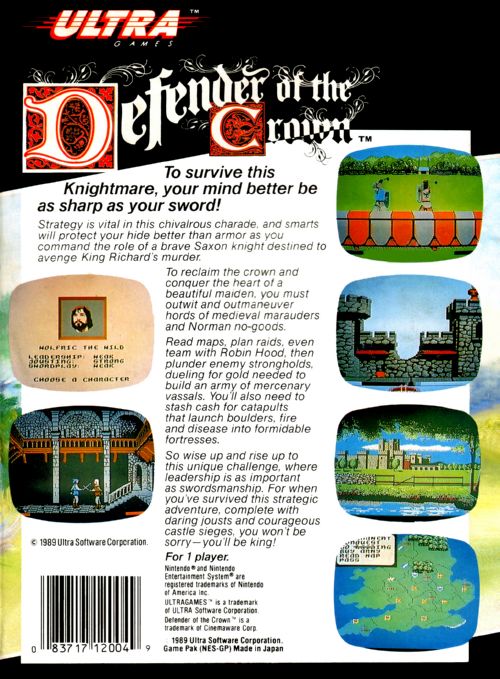 ULTRA™
GAMES
Defender of the
Crown™
To survive this
Knightmare, your mind better be
as sharp as your sword!
Strategy is vital in this chivalrous charade, and smarts
will protect your hide better than armor as you
command the role of a brave Saxon knight destined to
avenge King Richard's murder.
To reclaim the crown and
conquer the heart of a
beautiful maiden, you must
outwit and outmaneuver
hords of medieval marauders
and Norman no-goods.
Read maps, plan raids, even
team with Robin Hood, then
plunder enemy strongholds,
dueling for gold needed to
build an army of mercenary
vassals. You'll also need to
stash cash for catapults
that launch boulders, fire
and disease into formidable
fortresses.
So wise up and rise up to
this unique challenge, where
leadership is as important
as swordsmanship. For when
you've survived this strategic
adventure, complete with
daring jousts and courageous
castle sieges, you won't be
sorry—you'll be king!
For 1 player.
Nintendo® and Nintendo
Entertainment System® are
registered trademarks of Nintendo
of America Inc.
ULTRAGAMES™ is a trademark
of ULTRA Software Corporation.
Defender of the Crown™ is a
trademark of Cinemaware Corp.
1989 Ultra Software Corporation.
Game Pak (NES-GP) Made in Japan
WOLFRIC THE WILD
LEADERSHIP: WEAK
JOUSTING: STRONG
SWORDPLAY: WEAK
CHOOSE A CHARACTER
© 1989 Ultra Software Corporation.
0 83717 12004 9
CONQUEST
GO RAIDING
BUY ARMY
READ MAP
PASS